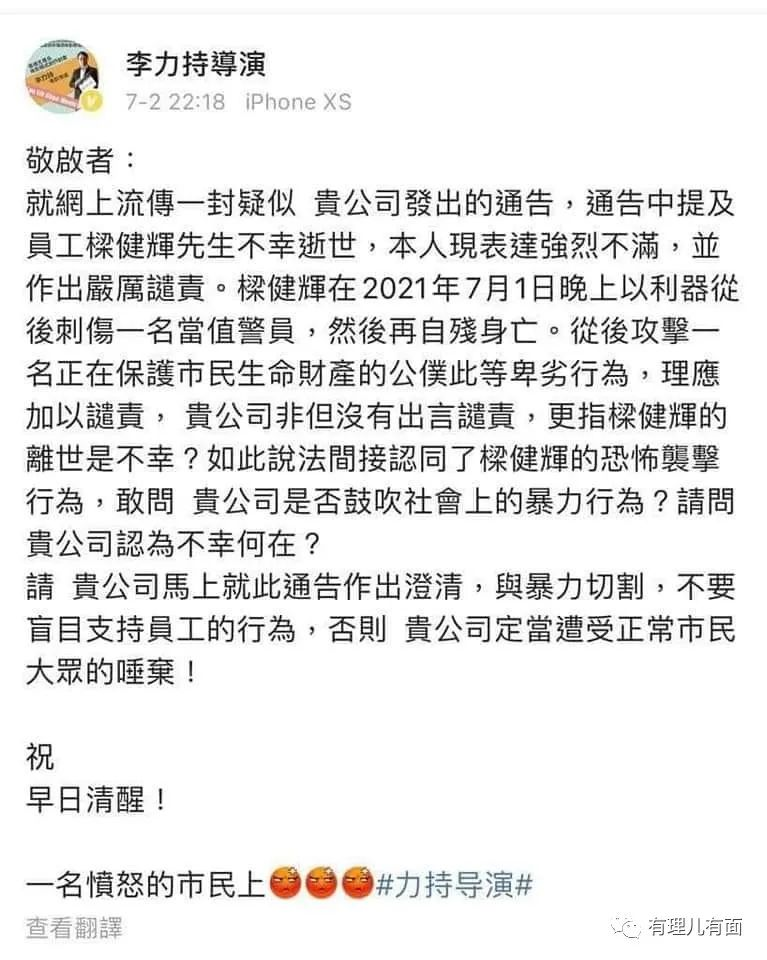 李力持導演
7-2 22:18 iPhone XS
敬啟者：
就網上流傳一封疑似 貴公司發出的通告，通告中提及
員工樑健輝先生不幸逝世，本人現表達強烈不滿，並
作出嚴厲譴責。樑健輝在2021年7月1日晚上以利器從
後刺傷一名當值警員，然後再自殘身亡。從後攻擊一
名正在保護市民生命財產的公僕此等卑劣行為，理應
加以譴責， 貴公司非但沒有出言譴責，更指樑健輝的
離世是不幸？如此說法間接認同了樑健輝的恐怖襲擊
行為，敢問 貴公司是否鼓吹社會上的暴力行為？請問
貴公司認為不幸何在？
請 貴公司馬上就此通告作出澄清，與暴力切割，不要
盲目支持員工的行為，否則 貴公司定當遭受正常市民
大眾的唾棄！
祝
早日清醒！
一名憤怒的市民上#力持导演#
查看翻譯
有理儿有面